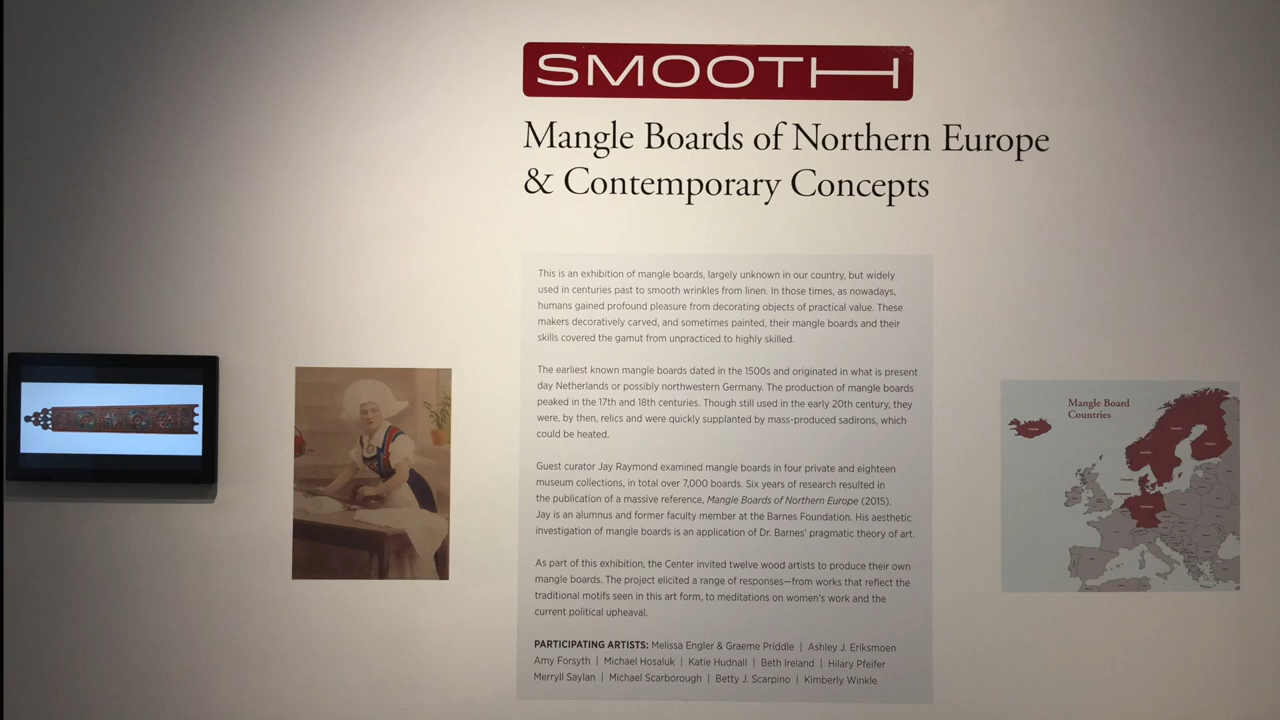 SMOOTH
Mangle Boards of Northern Europe
& Contemporary Concepts
This is an exhibition of mangle boards, largely unknown in our country, but widely
used in centuries past to smooth wrinkles from linen. In those times, as nowadays,
humans gained profound pleasure from decorating objects of practical value. These
makers decoratively carved, and sometimes painted, their mangle boards and their
skills covered the gamut from unpracticed to highly skilled.
The earliest known mangle boards dated in the 1500s and originated in what is present
day Netherlands or possibly northwestern Germany. The production of mangle boards
peaked in the 17th and 18th centuries. Though still used in the early 20th century, they
were, by then, relics and were quickly supplanted by mass-produced sadirons, which
could be heated.
Guest curator Jay Raymond examined mangle boards in four private and eighteen
museum collections, in total over 7,000 boards. Six years of research resulted in
the publication of a massive reference, Mangle Boards of Northern Europe (2015).
Jay is an alumnus and former faculty member at the Barnes Foundation. His aesthetic
investigation of mangle boards is an application of Dr. Barnes' pragmatic theory of art.
As part of this exhibition, the Center invited twelve wood artists to produce their own
mangle boards. The project elicited a range of responses—from works that reflect the
traditional motifs seen in this art form, to meditations on women's work and the
current political upheaval.
PARTICIPATING ARTISTS: Melissa Engler & Graeme Priddle | Ashley J. Eriksmoen
Amy Forsyth | Michael Hosaluk | Katie Hudnall | Beth Ireland | Hilary Pfeifer
Merryll Saylan | Michael Scarborough | Betty J. Scarpino | Kimberly Winkle
Mangle Board
Countries